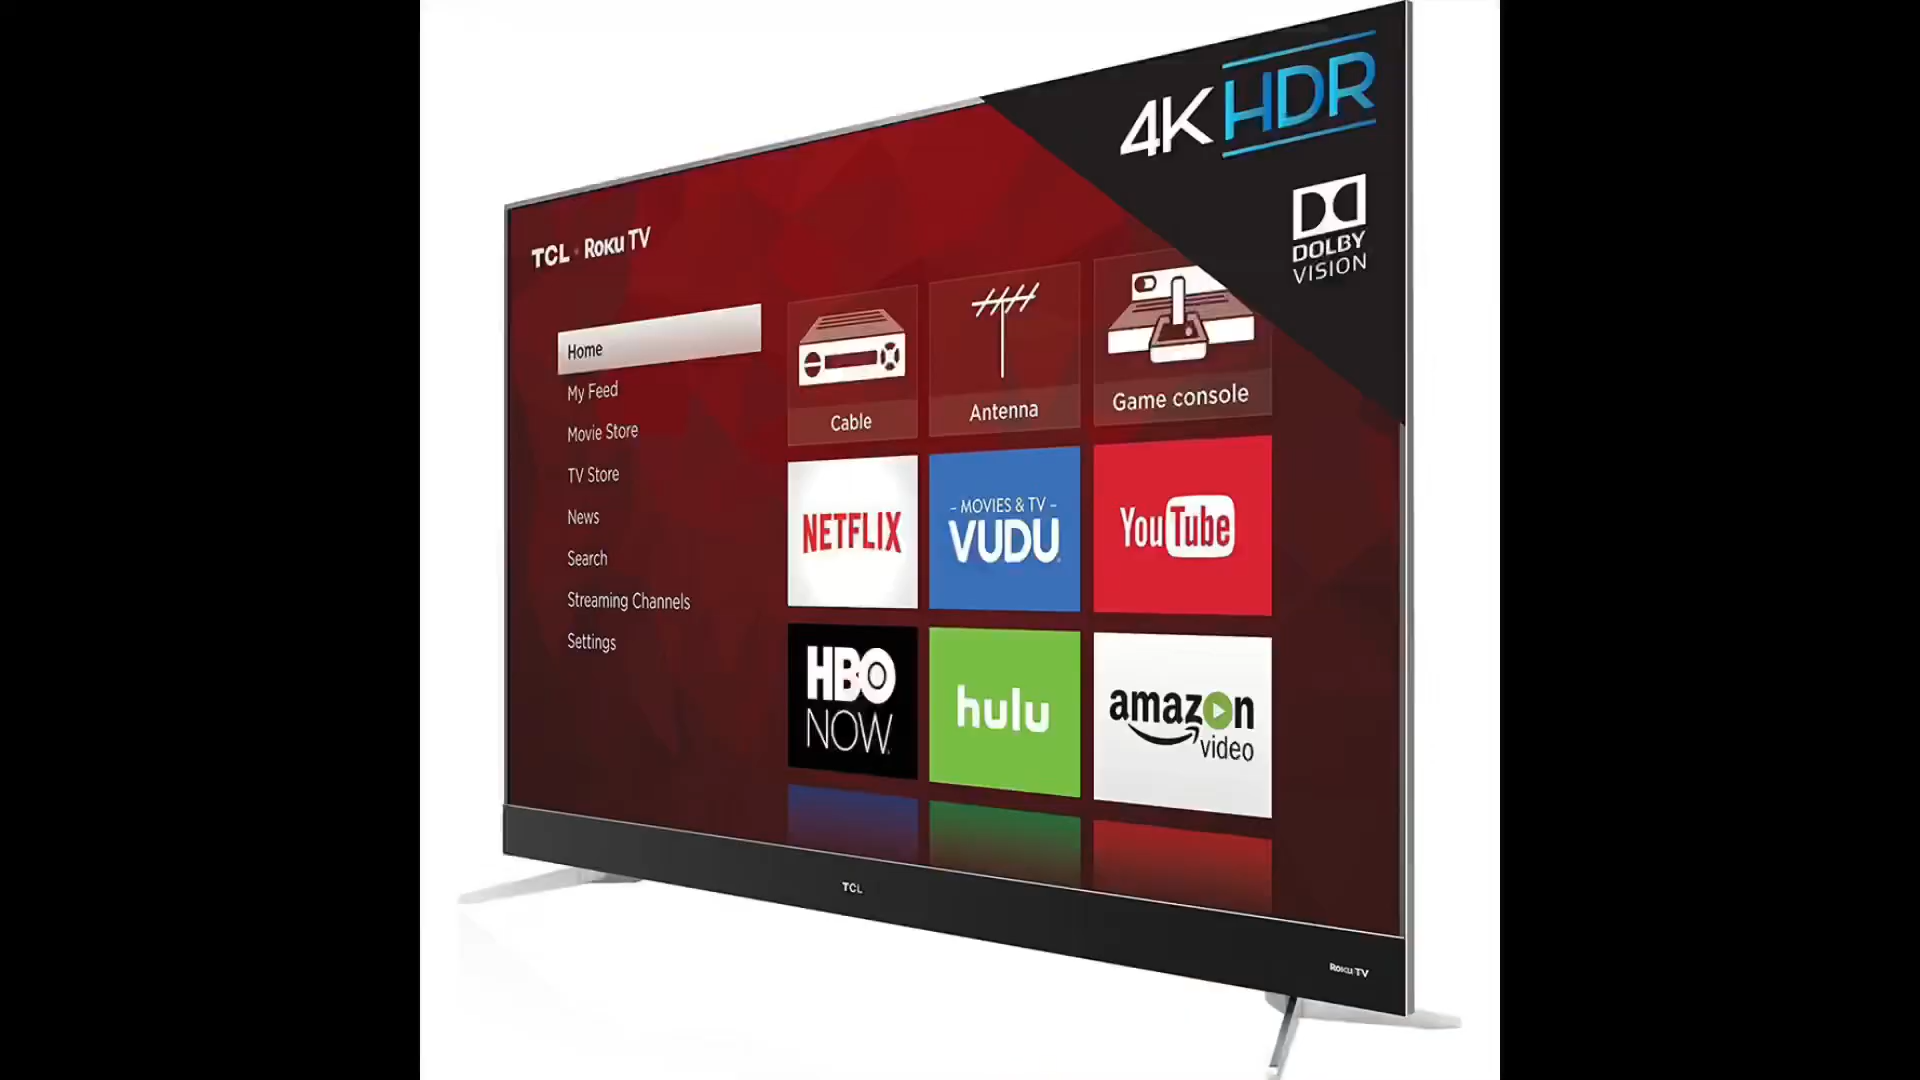 4K HDR
DOLBY
VISION
TCL · ROKU TV
Home
My Feed
Movie Store
TV Store
News
Search
Streaming Channels
Settings
Cable
Antenna
Game console
NETFLIX
– MOVIES & TV –
VUDU
YouTube
HBO
NOW
hulu
amazon
video
TCL
ROKU TV